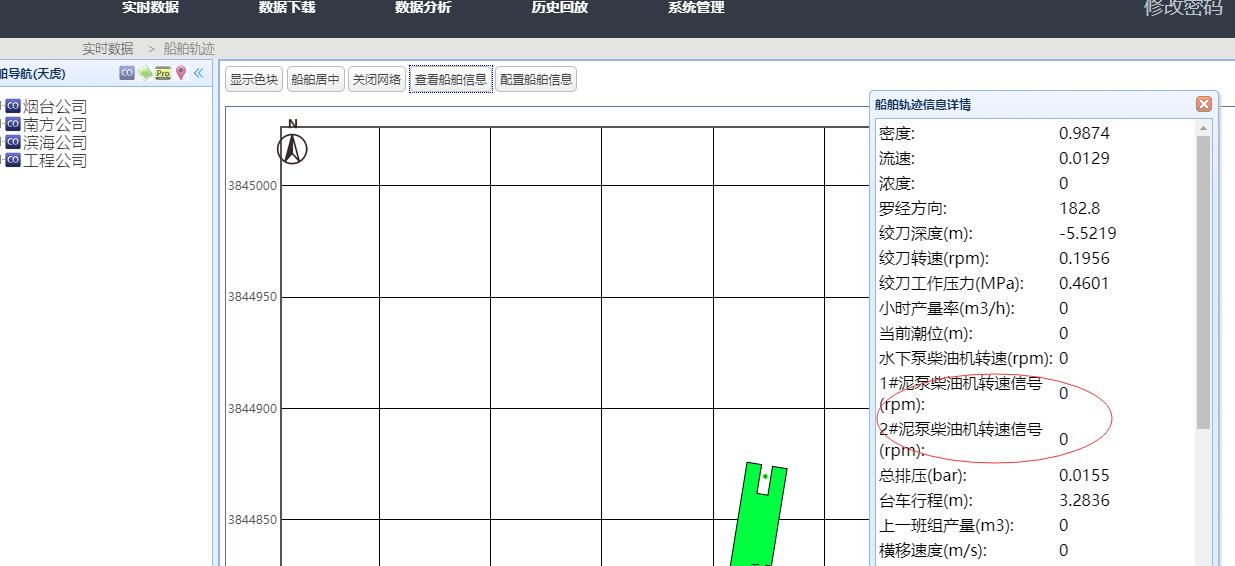 实时数据 数据下载 数据分析 历史回放 系统管理 修改密码
实时数据 > 船舶轨迹
舶导航(天虎) CO Pro
CO 烟台公司
CO 南方公司
CO 滨海公司
CO 工程公司
显示色块 船舶居中 关闭网络 查看船舶信息 配置船舶信息
N
3845000
3844950
3844900
3844850
船舶轨迹信息详情
密度: 0.9874
流速: 0.0129
浓度: 0
罗经方向: 182.8
绞刀深度(m): -5.5219
绞刀转速(rpm): 0.1956
绞刀工作压力(MPa): 0.4601
小时产量率(m3/h): 0
当前潮位(m): 0
水下泵柴油机转速(rpm): 0
1#泥泵柴油机转速信号
(rpm): 0
2#泥泵柴油机转速信号
(rpm): 0
总排压(bar): 0.0155
台车行程(m): 3.2836
上一班组产量(m3): 0
横移速度(m/s): 0